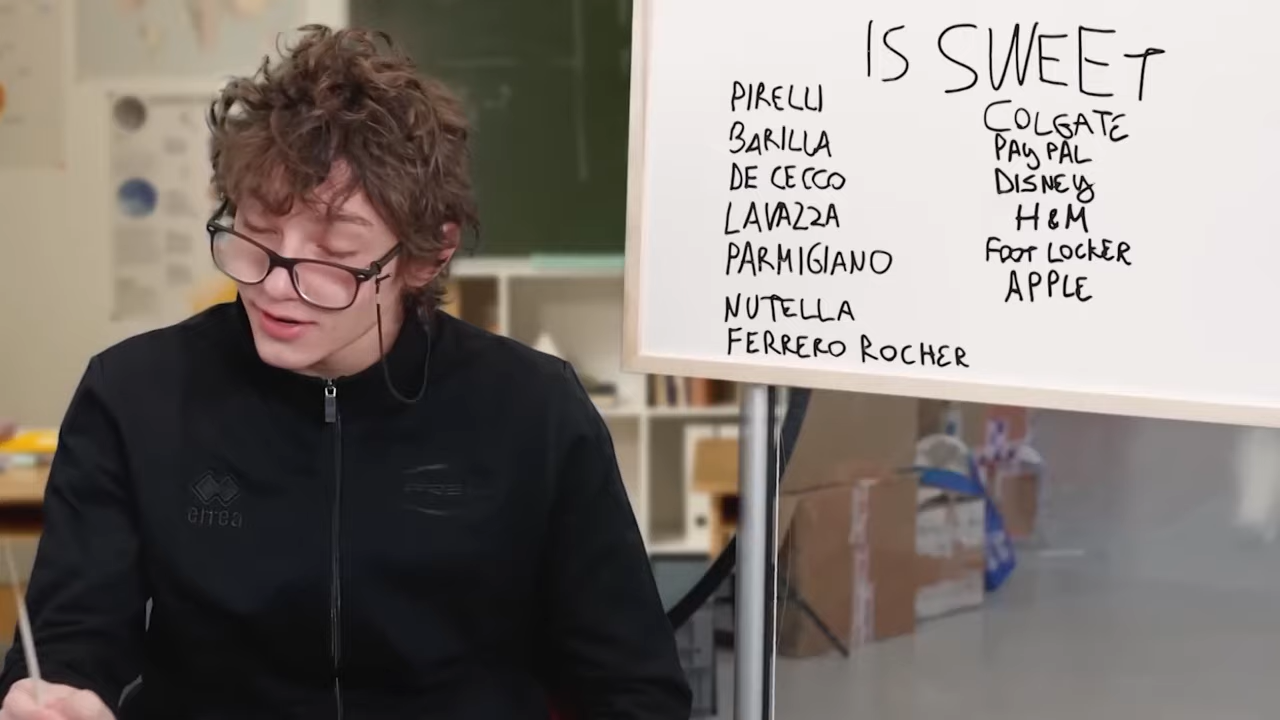 IS SWEET
PIRELLI
BARILLA
DE CECCO
LAVAZZA
PARMIGIANO
NUTELLA
FERRERO ROCHER
COLGATE
PAYPAL
DISNEY
H&M
FOOT LOCKER
APPLE
errea